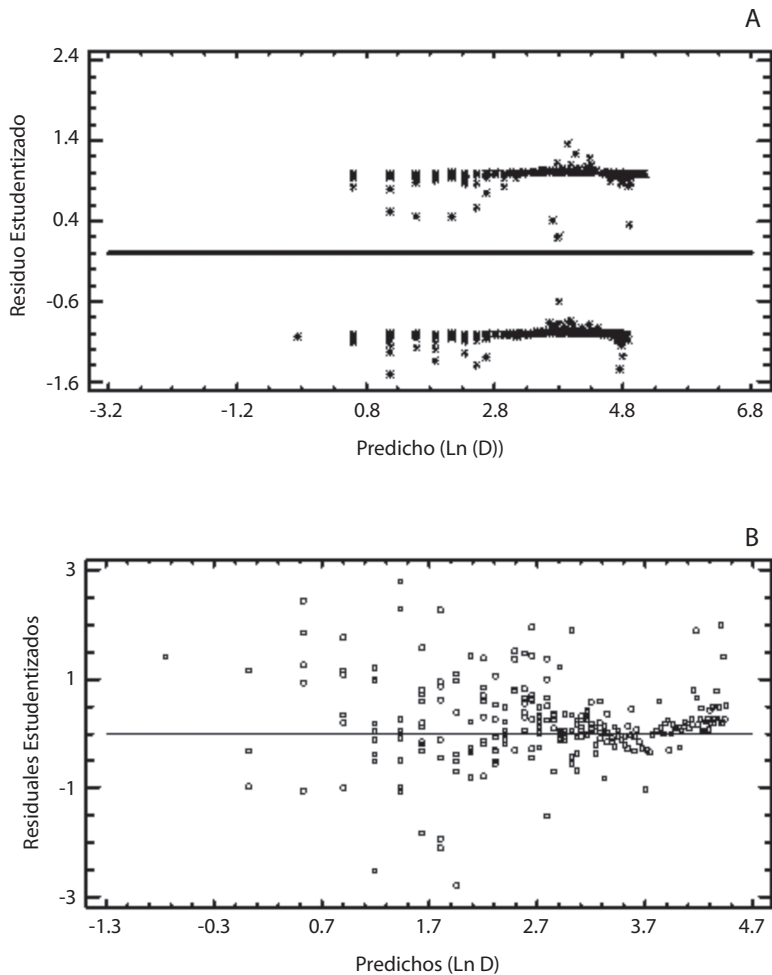 A
2.4
1.4
0.4
-0.6
-1.6
Residuo Estudentizado
-3.2 -1.2 0.8 2.8 4.8 6.8
Predicho (Ln (D))
B
3
1
-1
-3
Residuales Estudentizados
-1.3 -0.3 0.7 1.7 2.7 3.7 4.7
Predichos (Ln D)